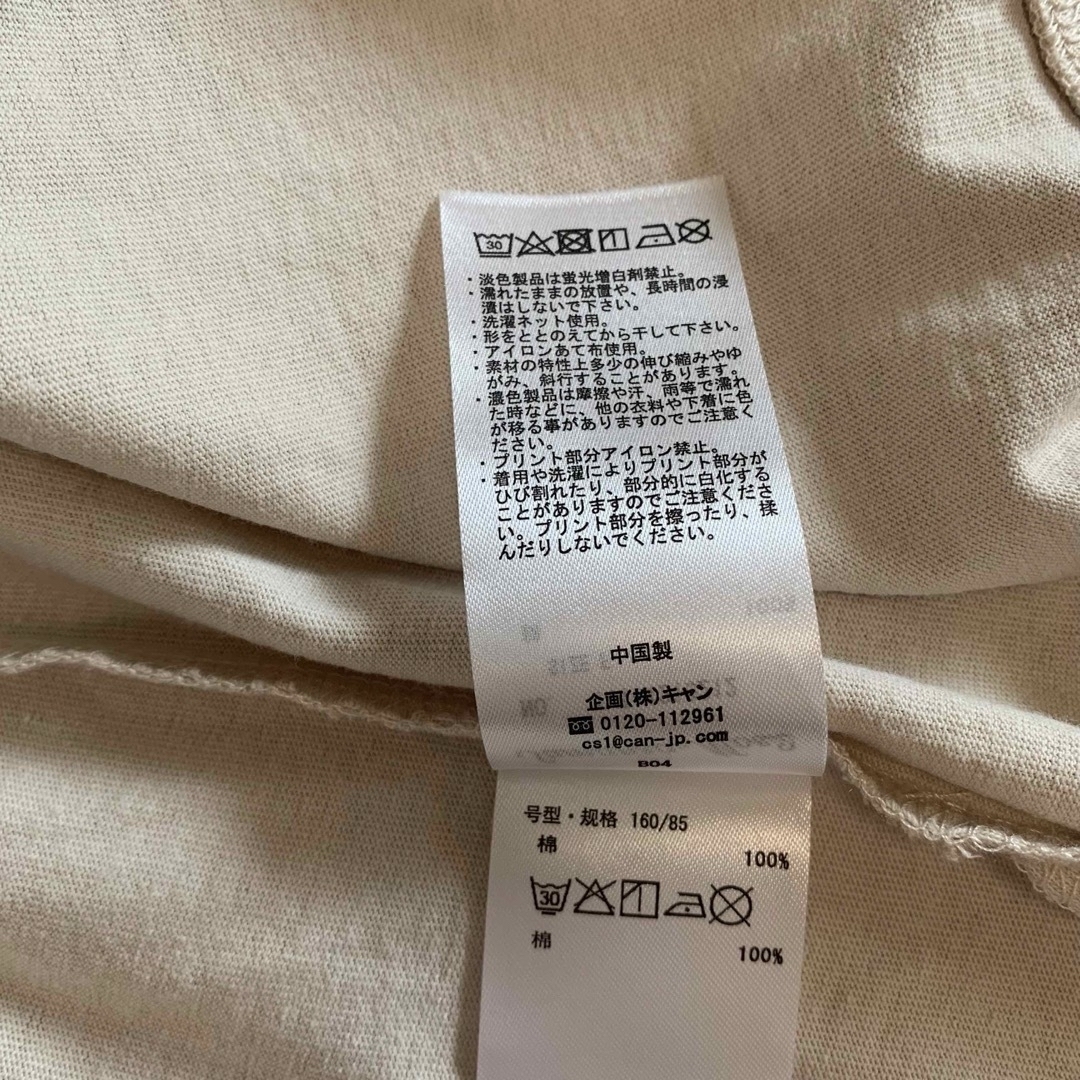 30
・淡色製品は蛍光増白剤禁止。
・濡れたままの放置や、長時間の浸
漬はしないで下さい。
・洗濯ネット使用。
・形をととのえてから干して下さい。
・アイロンあて布使用。
・素材の特性上多少の伸び縮みやゆ
がみ、斜行することがあります。
・濃色製品は摩擦や汗、雨等で濡れ
た時などに、他の衣料や下着に色
が移る事がありますのでご注意く
ださい。
・プリント部分アイロン禁止。
・着用や洗濯によりプリント部分が
ひび割れたり、部分的に白化する
ことがありますのでご注意くださ
い。プリント部分を擦ったり、揉
んだりしないでください。
中国製
企画(株)キャン
0120-112961
cs1@can-jp.com
B04
号型・规格 160/85
棉 100%
30
棉 100%